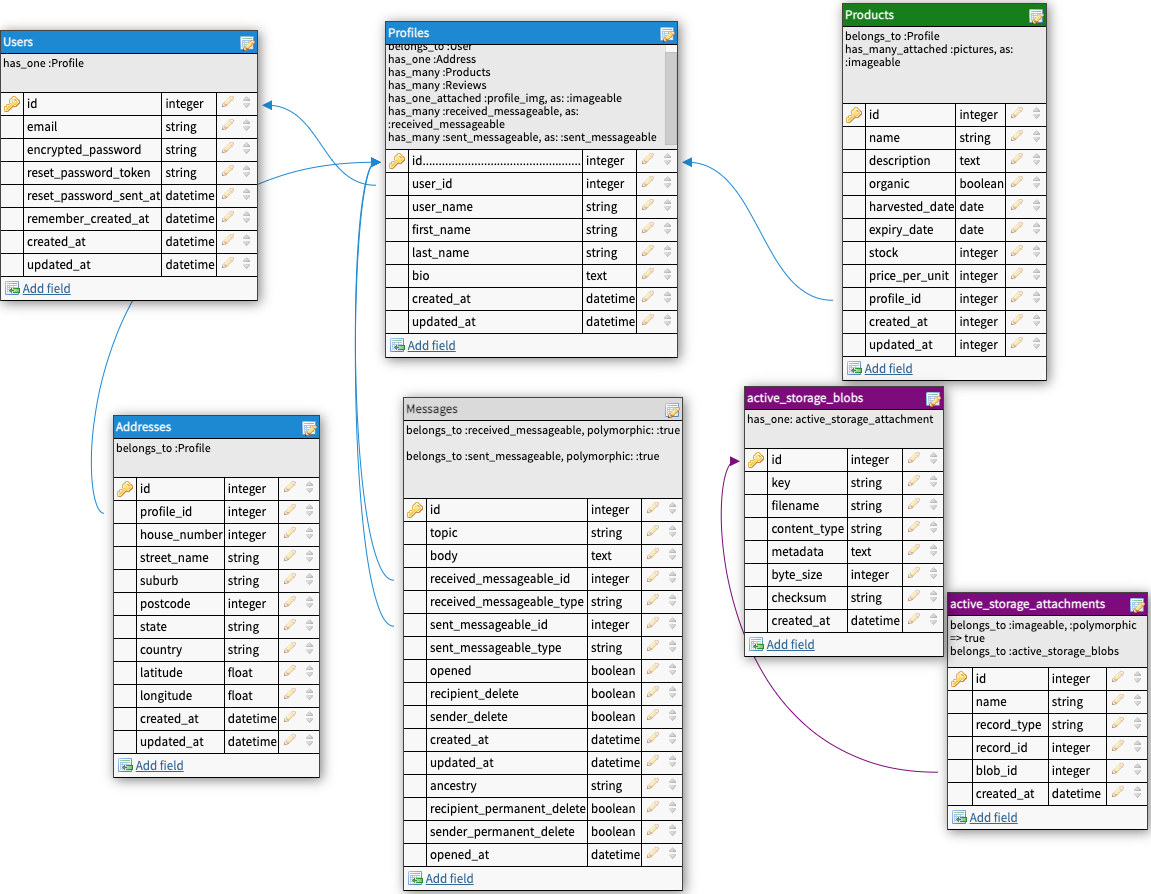 Users
has_one :Profile
id integer
email string
encrypted_password string
reset_password_token string
reset_password_sent_at datetime
remember_created_at datetime
created_at datetime
updated_at datetime
Add field
Profiles
belongs_to :User
has_one :Address
has_many :Products
has_many :Reviews
has_one_attached :profile_img, as: :imageable
has_many :received_messageable, as:
:received_messageable
has_many :sent_messageable, as: :sent_messageable
id............................................ integer
user_id integer
user_name string
first_name string
last_name string
bio text
created_at datetime
updated_at datetime
Add field
Products
belongs_to :Profile
has_many_attached :pictures, as:
:imageable
id integer
name string
description text
organic boolean
harvested_date date
expiry_date date
stock integer
price_per_unit integer
profile_id integer
created_at integer
updated_at integer
Add field
Addresses
belongs_to :Profile
id integer
profile_id integer
house_number integer
street_name string
suburb string
postcode integer
state string
country string
latitude float
longitude float
created_at datetime
updated_at datetime
Add field
Messages
belongs_to :received_messageable, polymorphic: :true
belongs_to :sent_messageable, polymorphic: :true
id integer
topic string
body text
received_messageable_id integer
received_messageable_type string
sent_messageable_id integer
sent_messageable_type string
opened boolean
recipient_delete boolean
sender_delete boolean
created_at datetime
updated_at datetime
ancestry string
recipient_permanent_delete boolean
sender_permanent_delete boolean
opened_at datetime
Add field
active_storage_blobs
has_one: active_storage_attachment
id integer
key string
filename string
content_type string
metadata text
byte_size integer
checksum string
created_at datetime
Add field
active_storage_attachments
belongs_to :imageable, :polymorphic
=> true
belongs_to :active_storage_blobs
id integer
name string
record_type string
record_id integer
blob_id integer
created_at datetime
Add field